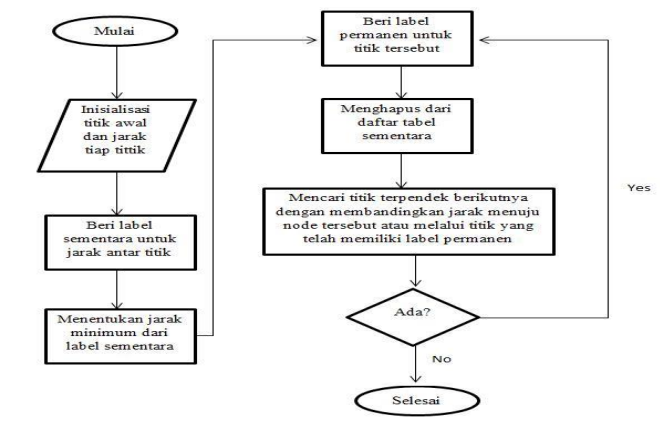 Mulai
Inisialisasi
titik awal
dan jarak
tiap tittik
Beri label
sementara untuk
jarak antar titik
Menentukan jarak
minimum dari
label sementara
Beri label
permanen untuk
titik tersebut
Menghapus dari
daftar tabel
sementara
Mencari titik terpendek berikutnya
dengan membandingkan jarak menuju
node tersebut atau melalui titik yang
telah memiliki label permanen
Ada?
Yes
No
Selesai